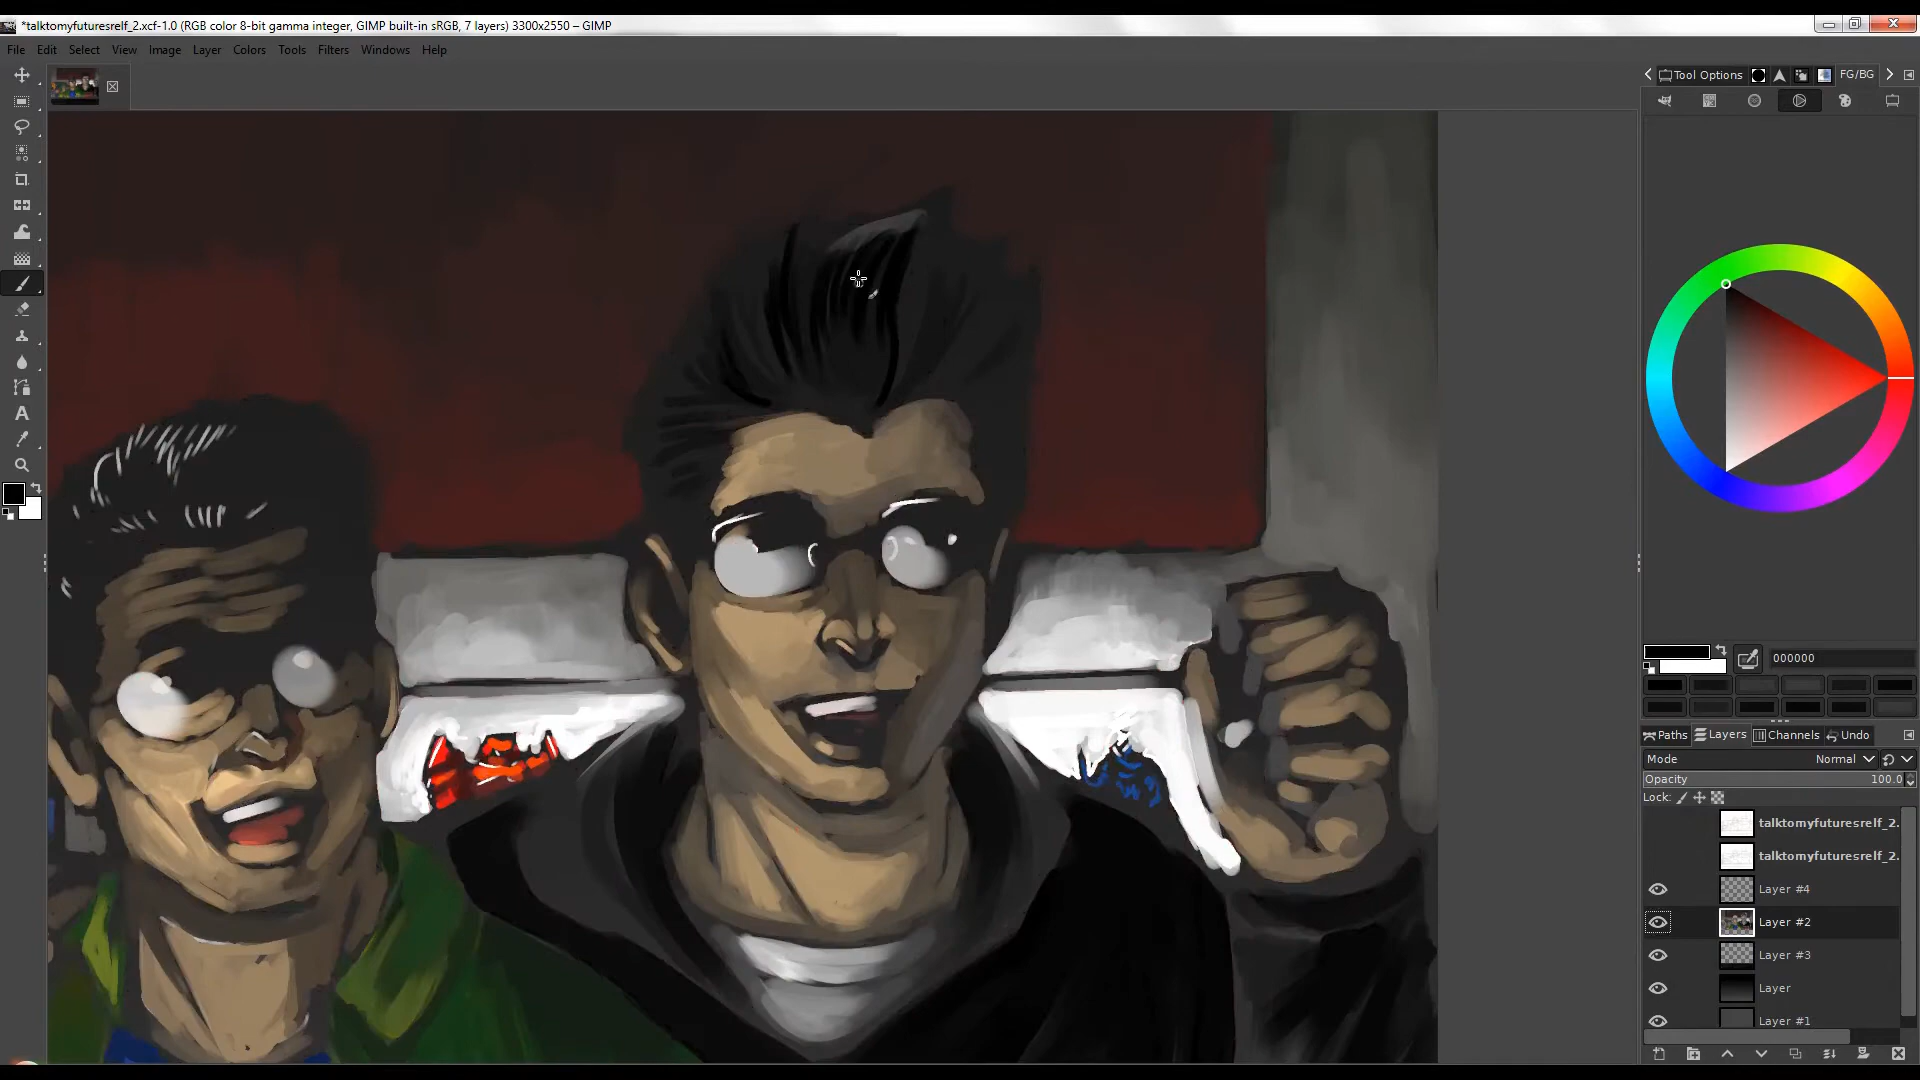 *talktomyfuturesrelf_2.xcf-1.0 (RGB color 8-bit gamma integer, GIMP built-in sRGB, 7 layers) 3300x2550 – GIMP
File Edit Select View Image Layer Colors Tools Filters Windows Help
Tool Options FG/BG
000000
Paths Layers Channels Undo
Mode Normal
Opacity 100.0
Lock:
talktomyfuturesrelf_2.
talktomyfuturesrelf_2.
Layer #4
Layer #2
Layer #3
Layer
Layer #1